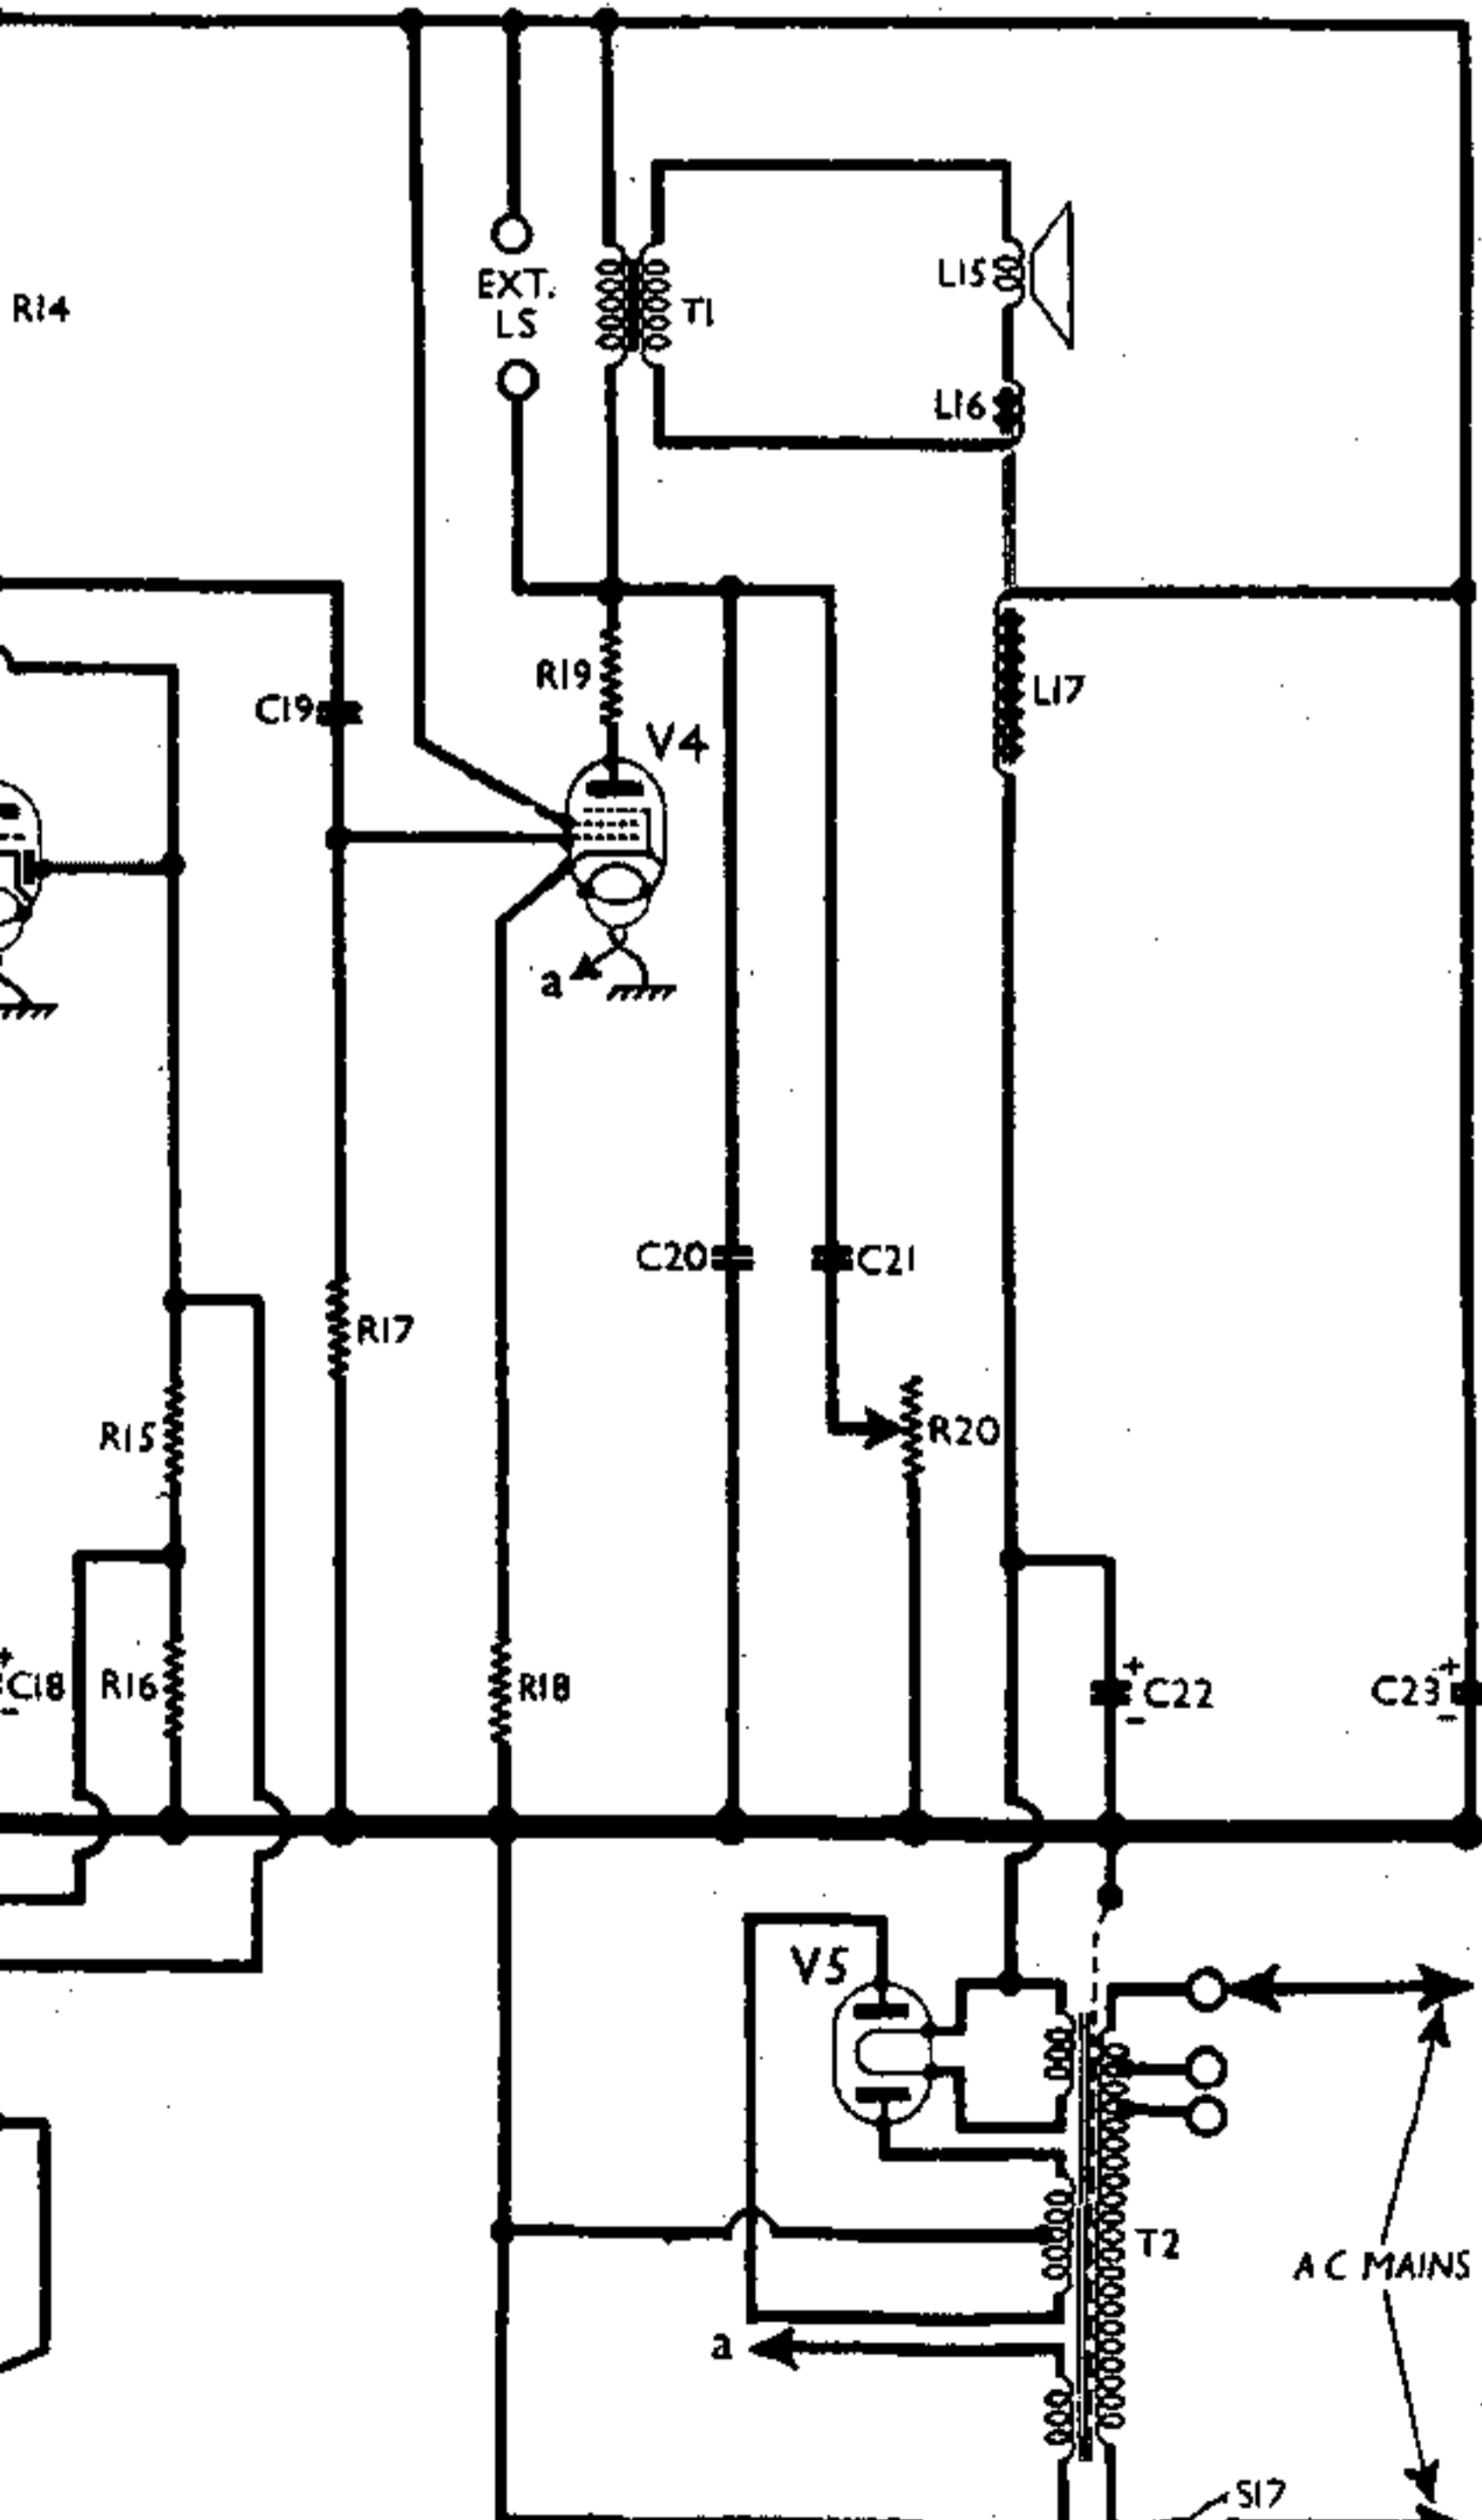 R14
EXT.
LS
T1
L15
L16
R19
C19
V4
L17
a
C20
C21
R17
R15
R20
+
C18
-
R16
R18
+
C22
-
+
C23
-
V5
T2
AC MAINS
a
S17